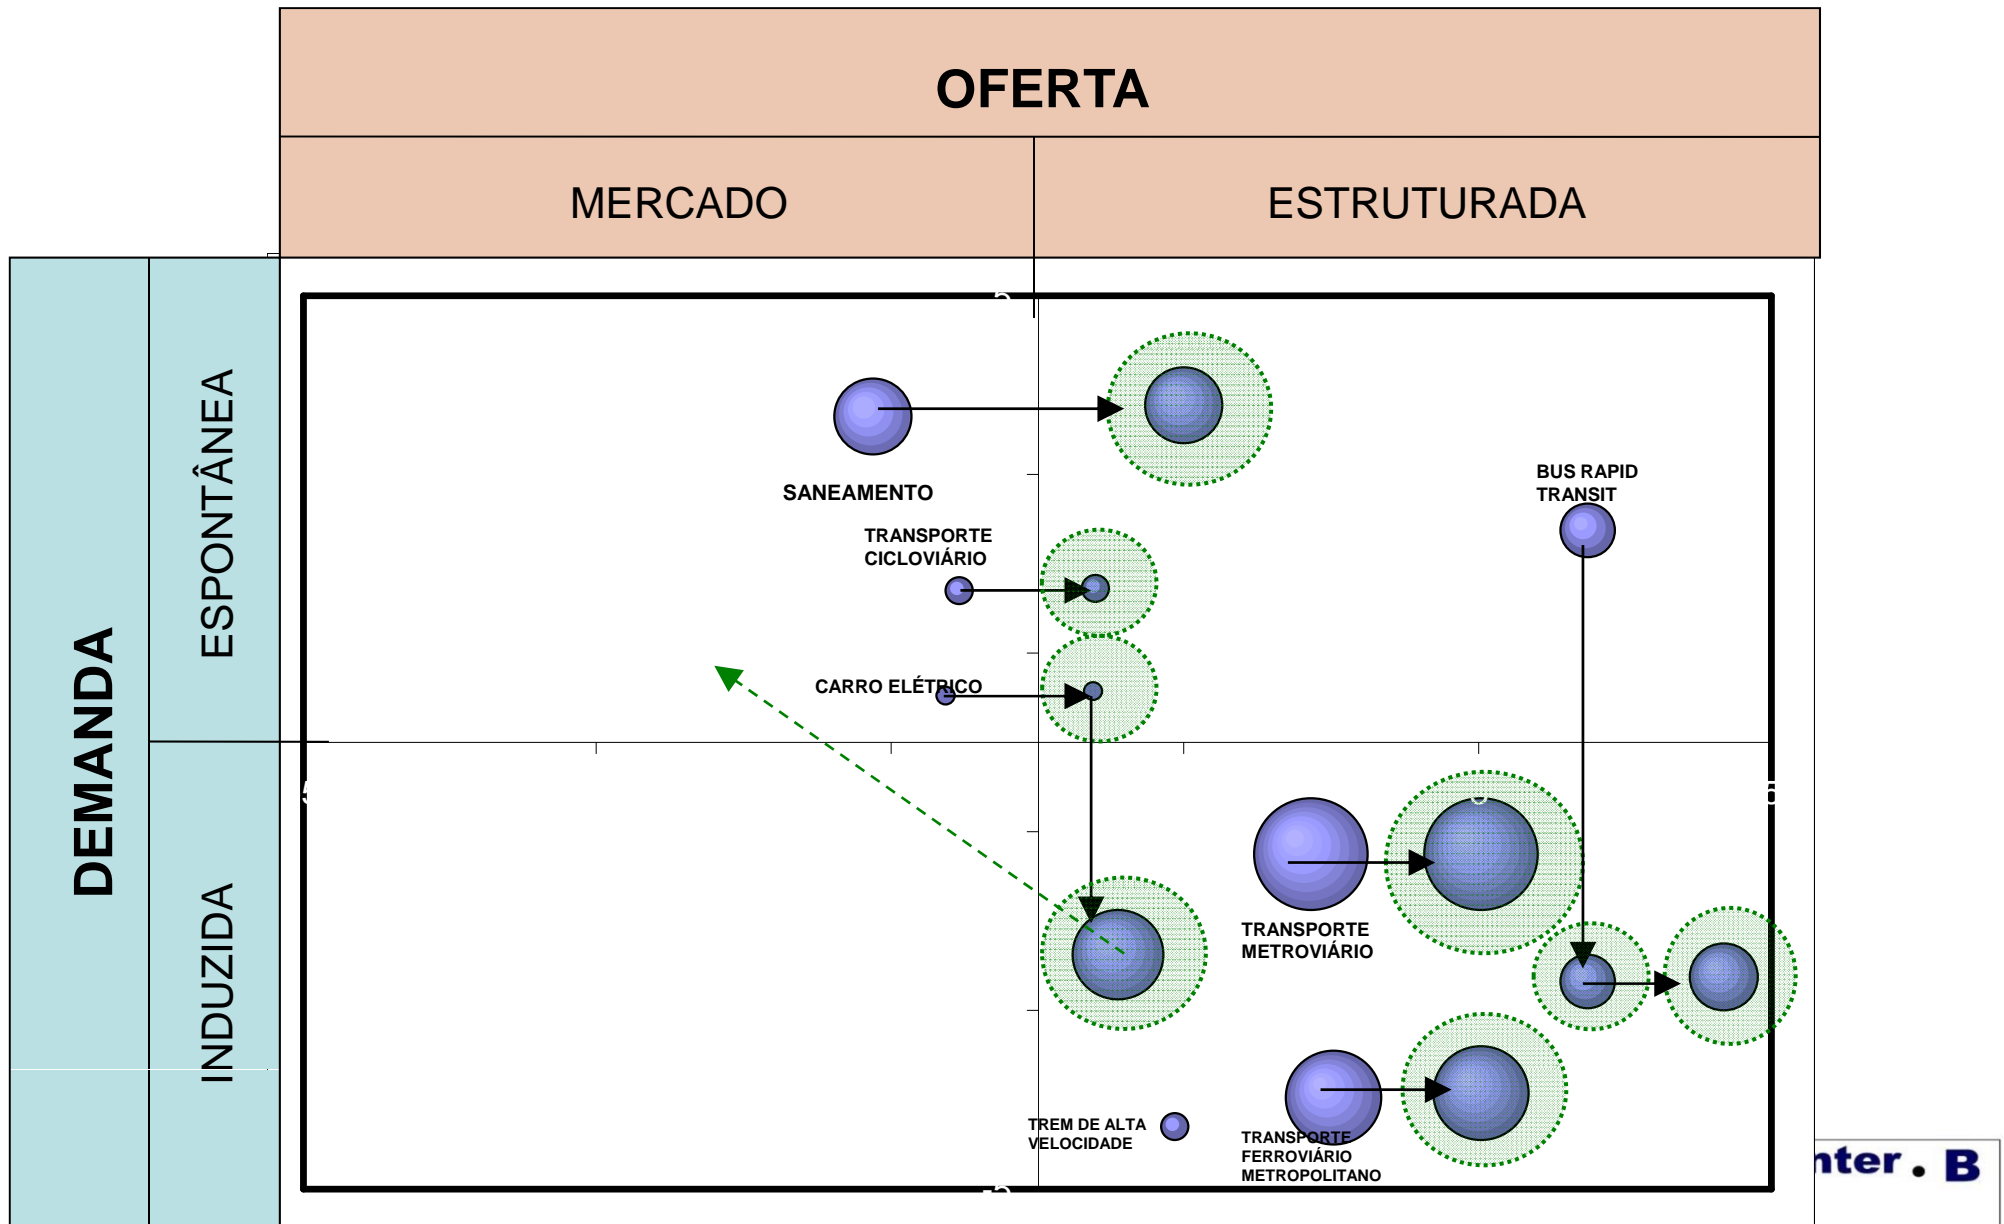 OFERTA
MERCADO
ESTRUTURADA
DEMANDA
ESPONTÂNEA
INDUZIDA
SANEAMENTO
BUS RAPID
TRANSIT
TRANSPORTE
CICLOVIÁRIO
CARRO ELÉTRICO
TRANSPORTE
METROVIÁRIO
TREM DE ALTA
VELOCIDADE
TRANSPORTE
FERROVIÁRIO
METROPOLITANO
nter . B